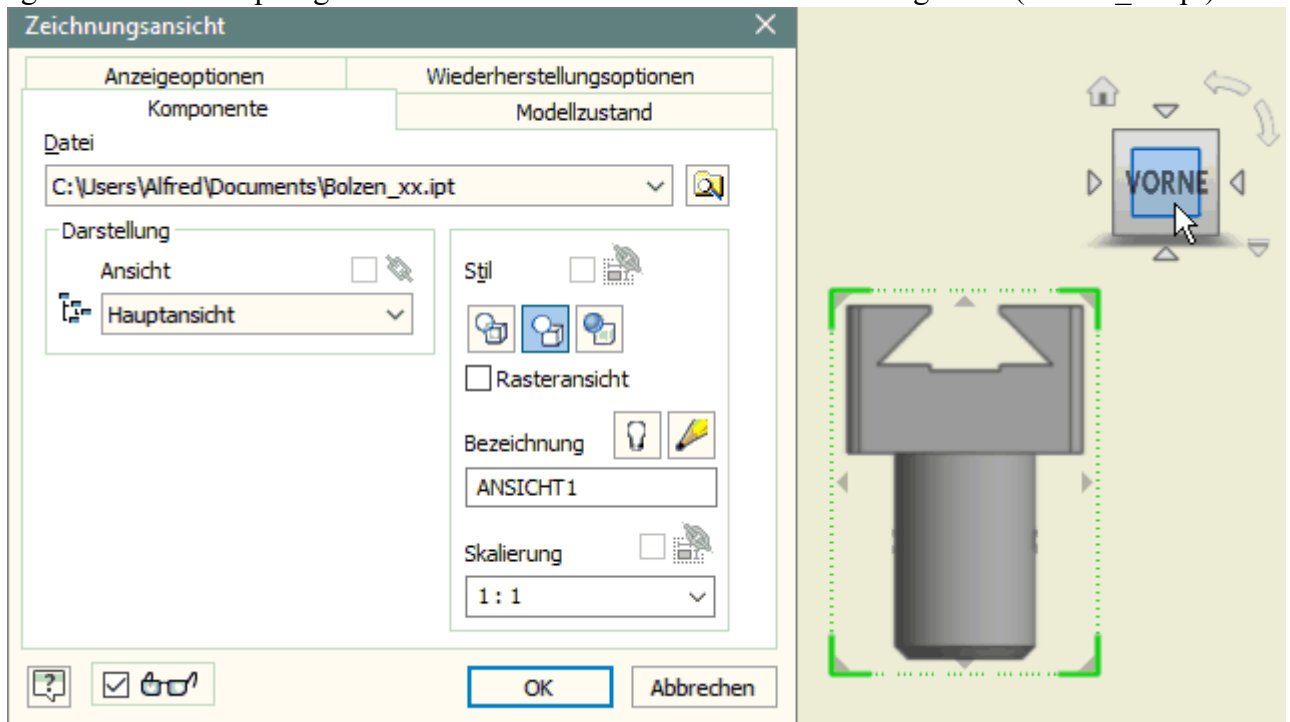 Zeichnungsansicht
Anzeigeoptionen
Wiederherstellungsoptionen
Komponente
Modellzustand
Datei
C:\Users\Alfred\Documents\Bolzen_xx.ipt
Darstellung
Ansicht
Hauptansicht
Stil
Rasteransicht
Bezeichnung
ANSICHT1
Skalierung
1 : 1
OK
Abbrechen
VORNE